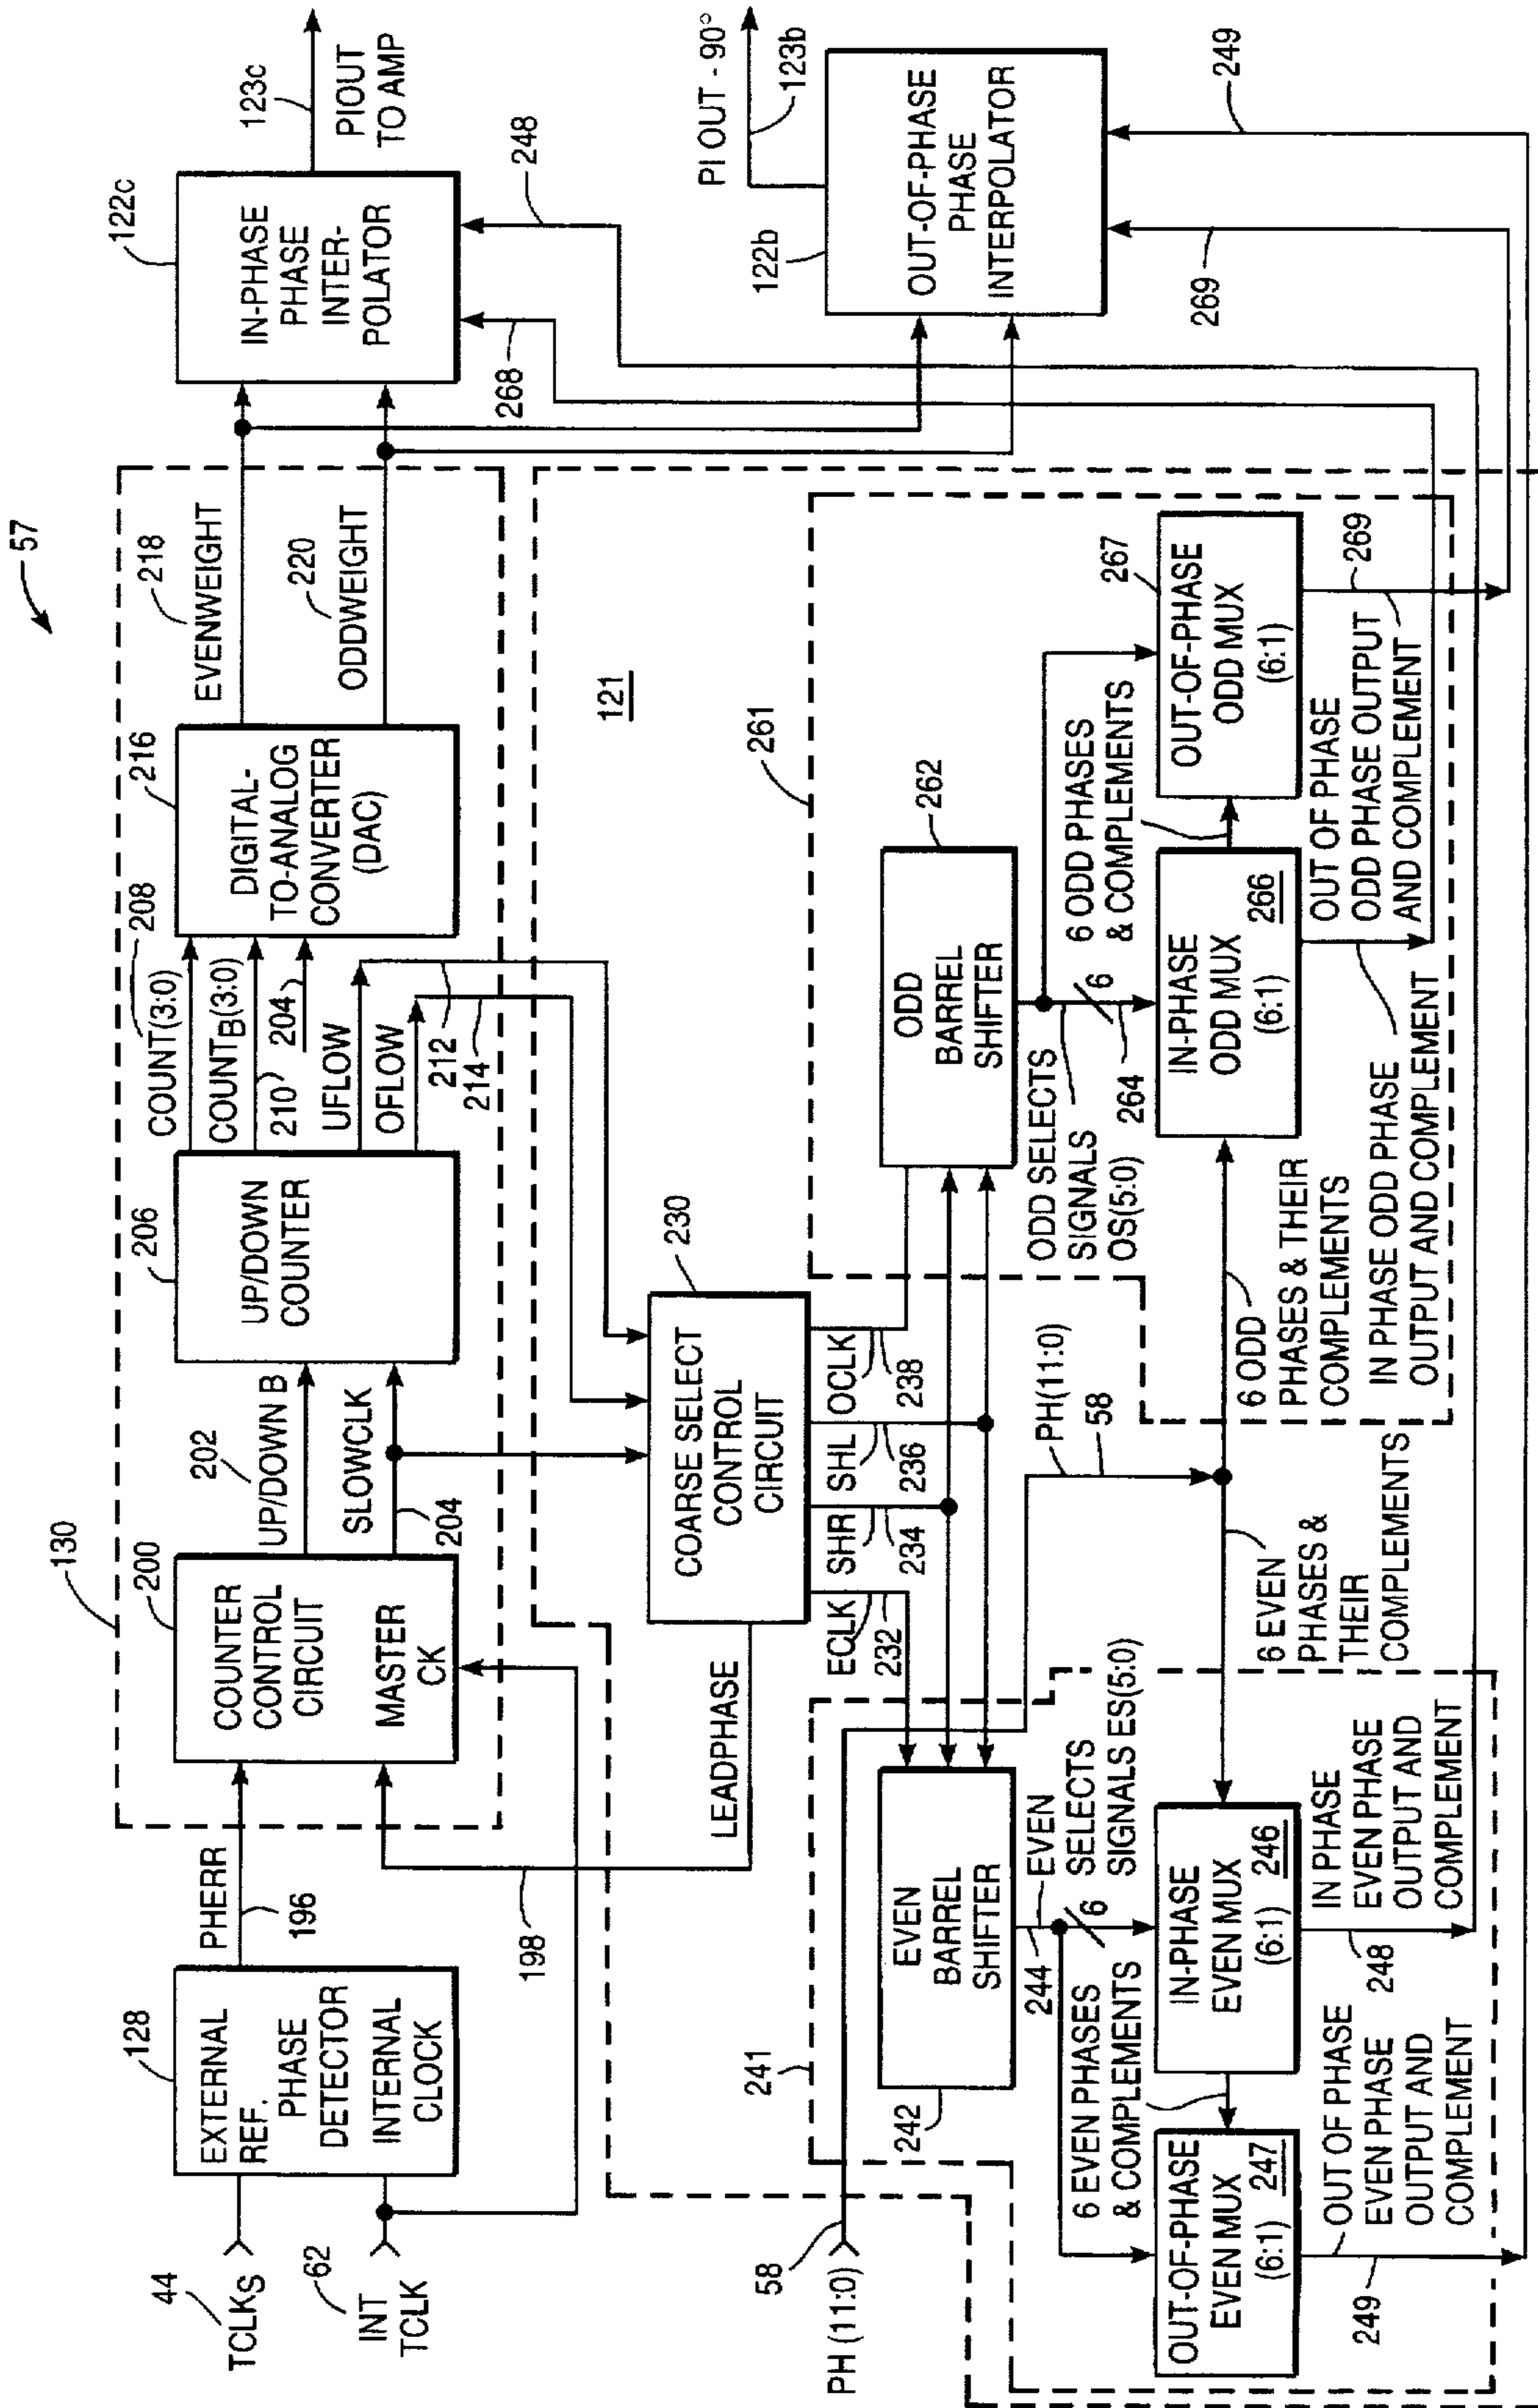 57
130
128
EXTERNAL
REF.
PHASE
DETECTOR
INTERNAL
CLOCK
44
TCLKS
62
INT
TCLK
PHERR
196
198
200
COUNTER
CONTROL
CIRCUIT
MASTER
CK
202
UP/DOWN B
SLOWCLK
204
206
UP/DOWN
COUNTER
COUNT(3:0)
208
COUNTB(3:0)
210
204
UFLOW
OFLOW
212
214
216
DIGITAL-
TO-ANALOG
CONVERTER
(DAC)
EVENWEIGHT
218
220
ODDWEIGHT
122c
IN-PHASE
PHASE
INTER-
POLATOR
123c
PIOUT
TO AMP
268
248
PI OUT - 90°
123b
122b
OUT-OF-PHASE
PHASE
INTERPOLATOR
269
249
121
LEADPHASE
230
COARSE SELECT
CONTROL
CIRCUIT
ECLK
232
SHR
234
SHL
236
OCLK
238
58
PH (11:0)
PH(11:0)
58
241
242
EVEN
BARREL
SHIFTER
244
EVEN
SELECTS
SIGNALS ES(5:0)
6
6 EVEN PHASES
& COMPLEMENTS
OUT-OF-PHASE
EVEN MUX
(6:1)
247
IN-PHASE
EVEN MUX
(6:1)
246
249
OUT OF PHASE
EVEN PHASE
OUTPUT AND
COMPLEMENT
248
IN PHASE
EVEN PHASE
OUTPUT AND
COMPLEMENT
6 EVEN
PHASES &
THEIR
COMPLEMENTS
6 ODD
PHASES & THEIR
COMPLEMENTS
261
262
ODD
BARREL
SHIFTER
ODD SELECTS
SIGNALS
OS(5:0)
6
264
6 ODD PHASES
& COMPLEMENTS
IN-PHASE
ODD MUX
(6:1)
266
267
OUT-OF-PHASE
ODD MUX
(6:1)
IN PHASE ODD PHASE
OUTPUT AND COMPLEMENT
OUT OF PHASE
ODD PHASE OUTPUT
AND COMPLEMENT
269